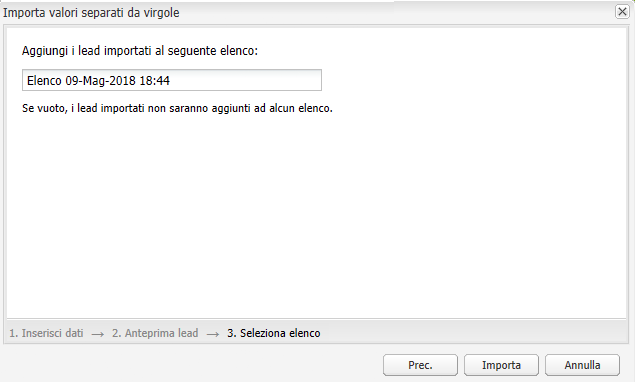 Importa valori separati da virgole
Aggiungi i lead importati al seguente elenco:
Elenco 09-Mag-2018 18:44
Se vuoto, i lead importati non saranno aggiunti ad alcun elenco.
1. Inserisci dati → 2. Anteprima lead → 3. Seleziona elenco
Prec. Importa Annulla